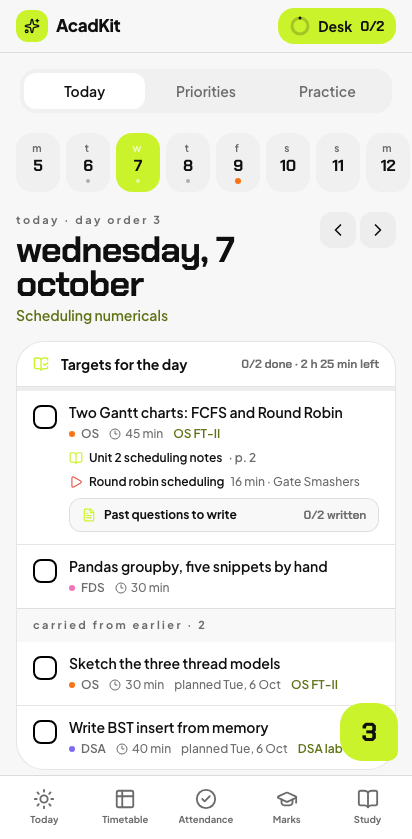 AcadKit
Desk 0/2
Today Priorities Practice
m t w t f s s m
5 6 7 8 9 10 11 12
today · day order 3
wednesday, 7
october
Scheduling numericals
Targets for the day 0/2 done · 2 h 25 min left
Two Gantt charts: FCFS and Round Robin
OS 45 min OS FT-II
Unit 2 scheduling notes · p. 2
Round robin scheduling 16 min · Gate Smashers
Past questions to write 0/2 written
Pandas groupby, five snippets by hand
FDS 30 min
carried from earlier · 2
Sketch the three thread models
OS 30 min planned Tue, 6 Oct OS FT-II
Write BST insert from memory
DSA 40 min planned Tue, 6 Oct DSA lab
3
Today Timetable Attendance Marks Study